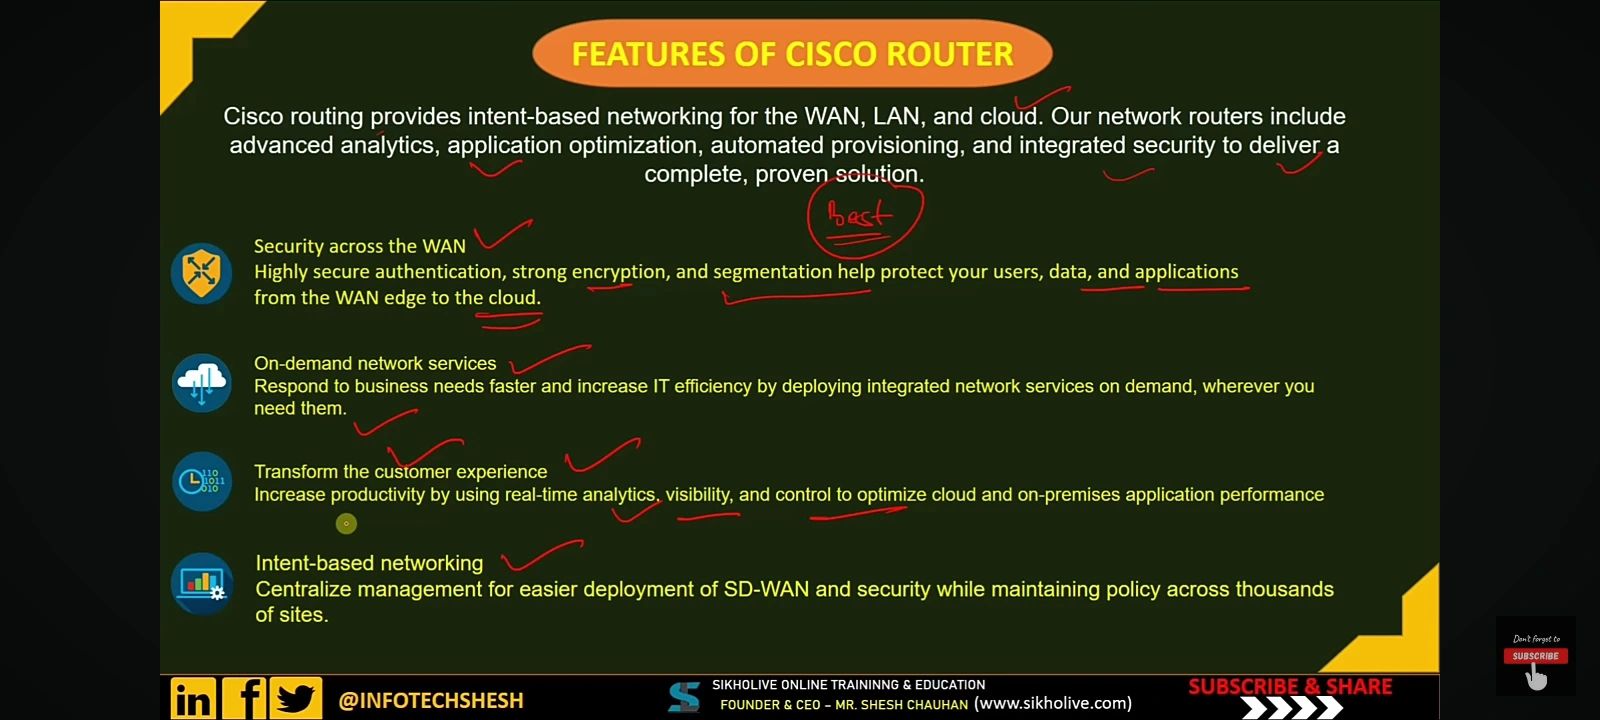 FEATURES OF CISCO ROUTER
Cisco routing provides intent-based networking for the WAN, LAN, and cloud. Our network routers include
advanced analytics, application optimization, automated provisioning, and integrated security to deliver a
complete, proven solution.
Best
Security across the WAN
Highly secure authentication, strong encryption, and segmentation help protect your users, data, and applications
from the WAN edge to the cloud.
On-demand network services
Respond to business needs faster and increase IT efficiency by deploying integrated network services on demand, wherever you
need them.
110
1011
010
Transform the customer experience
Increase productivity by using real-time analytics, visibility, and control to optimize cloud and on-premises application performance
Intent-based networking
Centralize management for easier deployment of SD-WAN and security while maintaining policy across thousands
of sites.
Don't forget to
SUBSCRIBE
in f @INFOTECHSHESH
SIKHOLIVE ONLINE TRAININNG & EDUCATION
FOUNDER & CEO – MR. SHESH CHAUHAN (www.sikholive.com)
SUBSCRIBE & SHARE